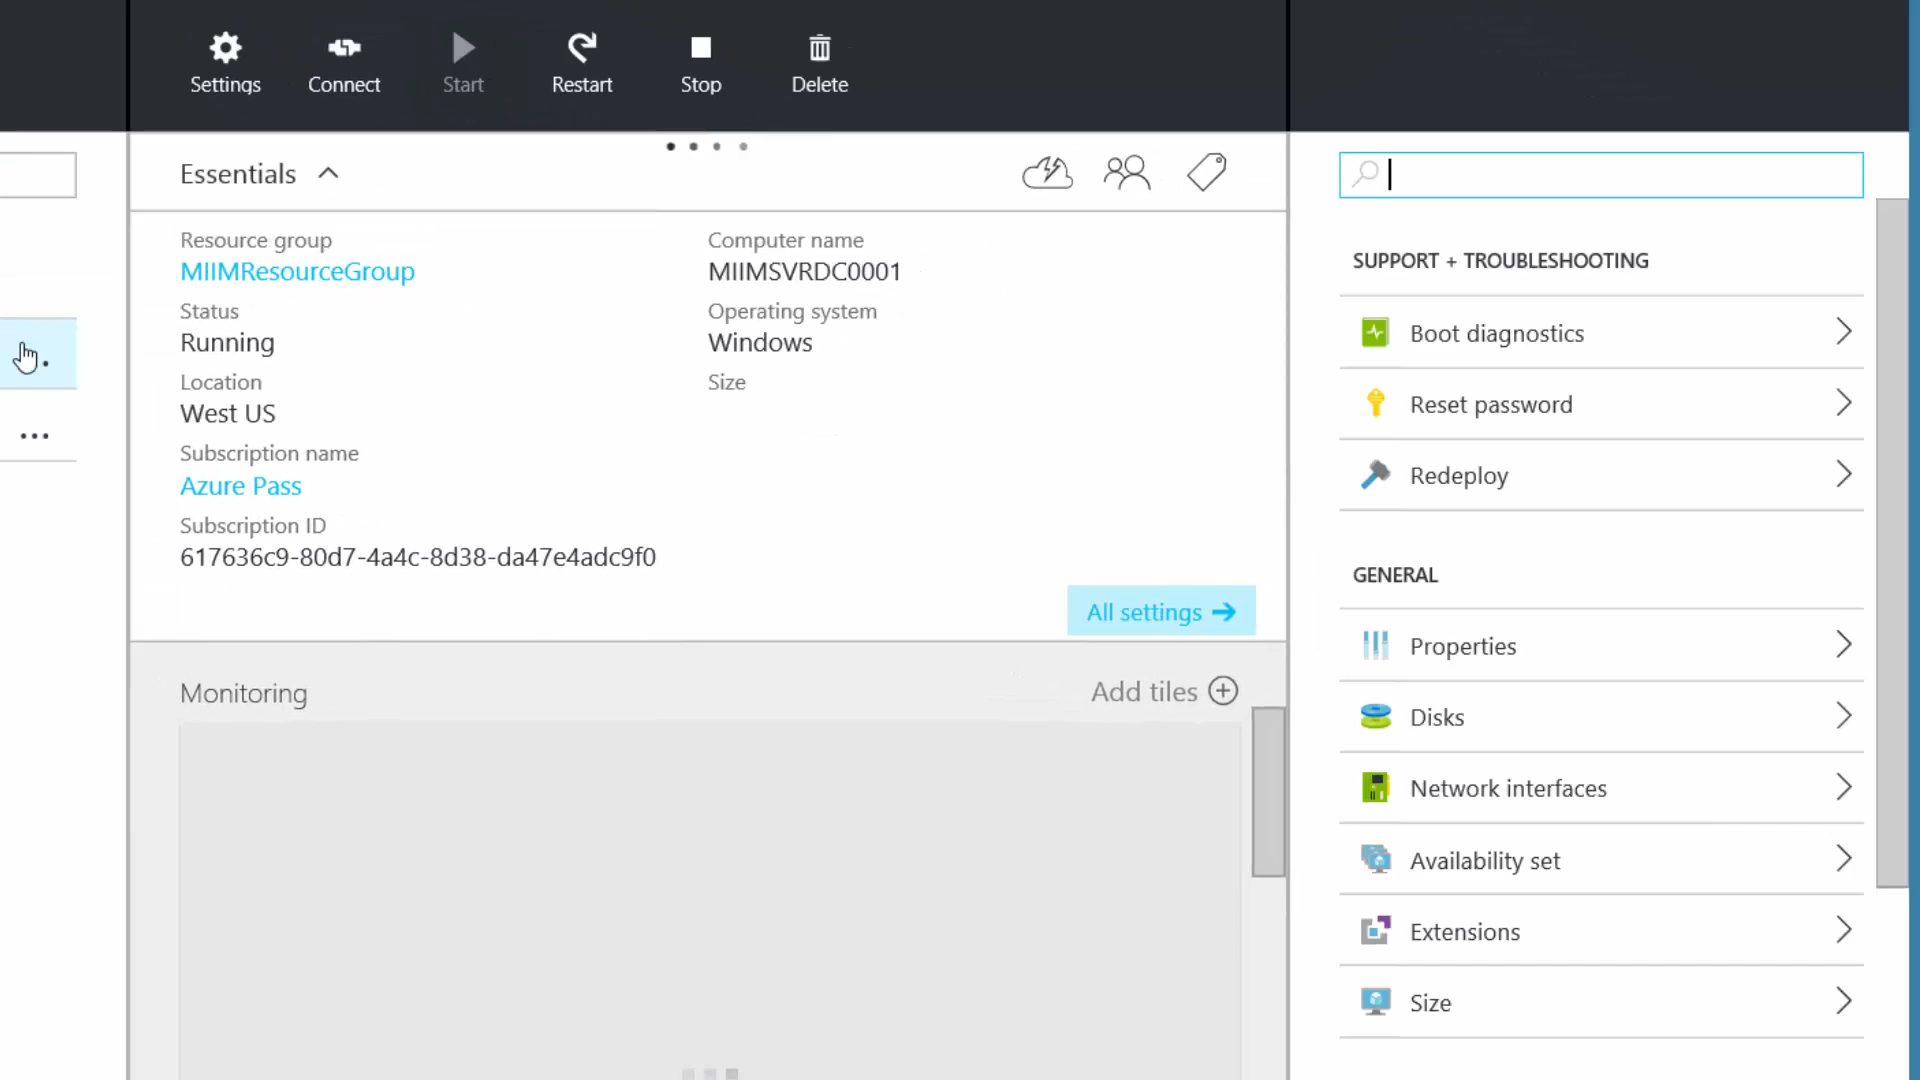 Settings
Connect
Start
Restart
Stop
Delete
Essentials
Resource group
MIIMResourceGroup
Status
Running
Location
West US
Subscription name
Azure Pass
Subscription ID
617636c9-80d7-4a4c-8d38-da47e4adc9f0
Computer name
MIIMSVRDC0001
Operating system
Windows
Size
All settings
Monitoring
Add tiles
SUPPORT + TROUBLESHOOTING
Boot diagnostics
Reset password
Redeploy
GENERAL
Properties
Disks
Network interfaces
Availability set
Extensions
Size